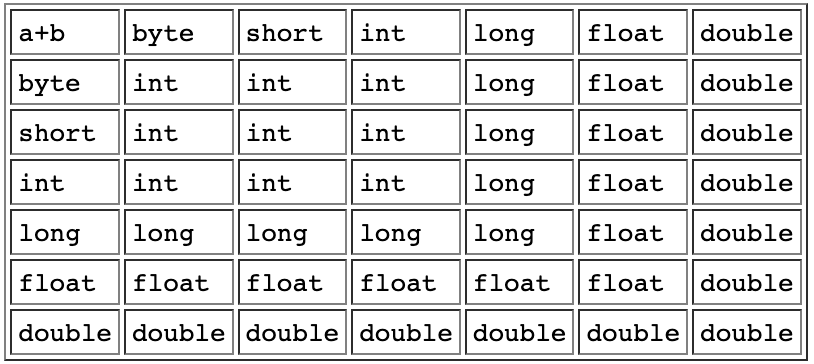 a+b byte short int long float double
byte int int int long float double
short int int int long float double
int int int int long float double
long long long long long float double
float float float float float float double
double double double double double double double